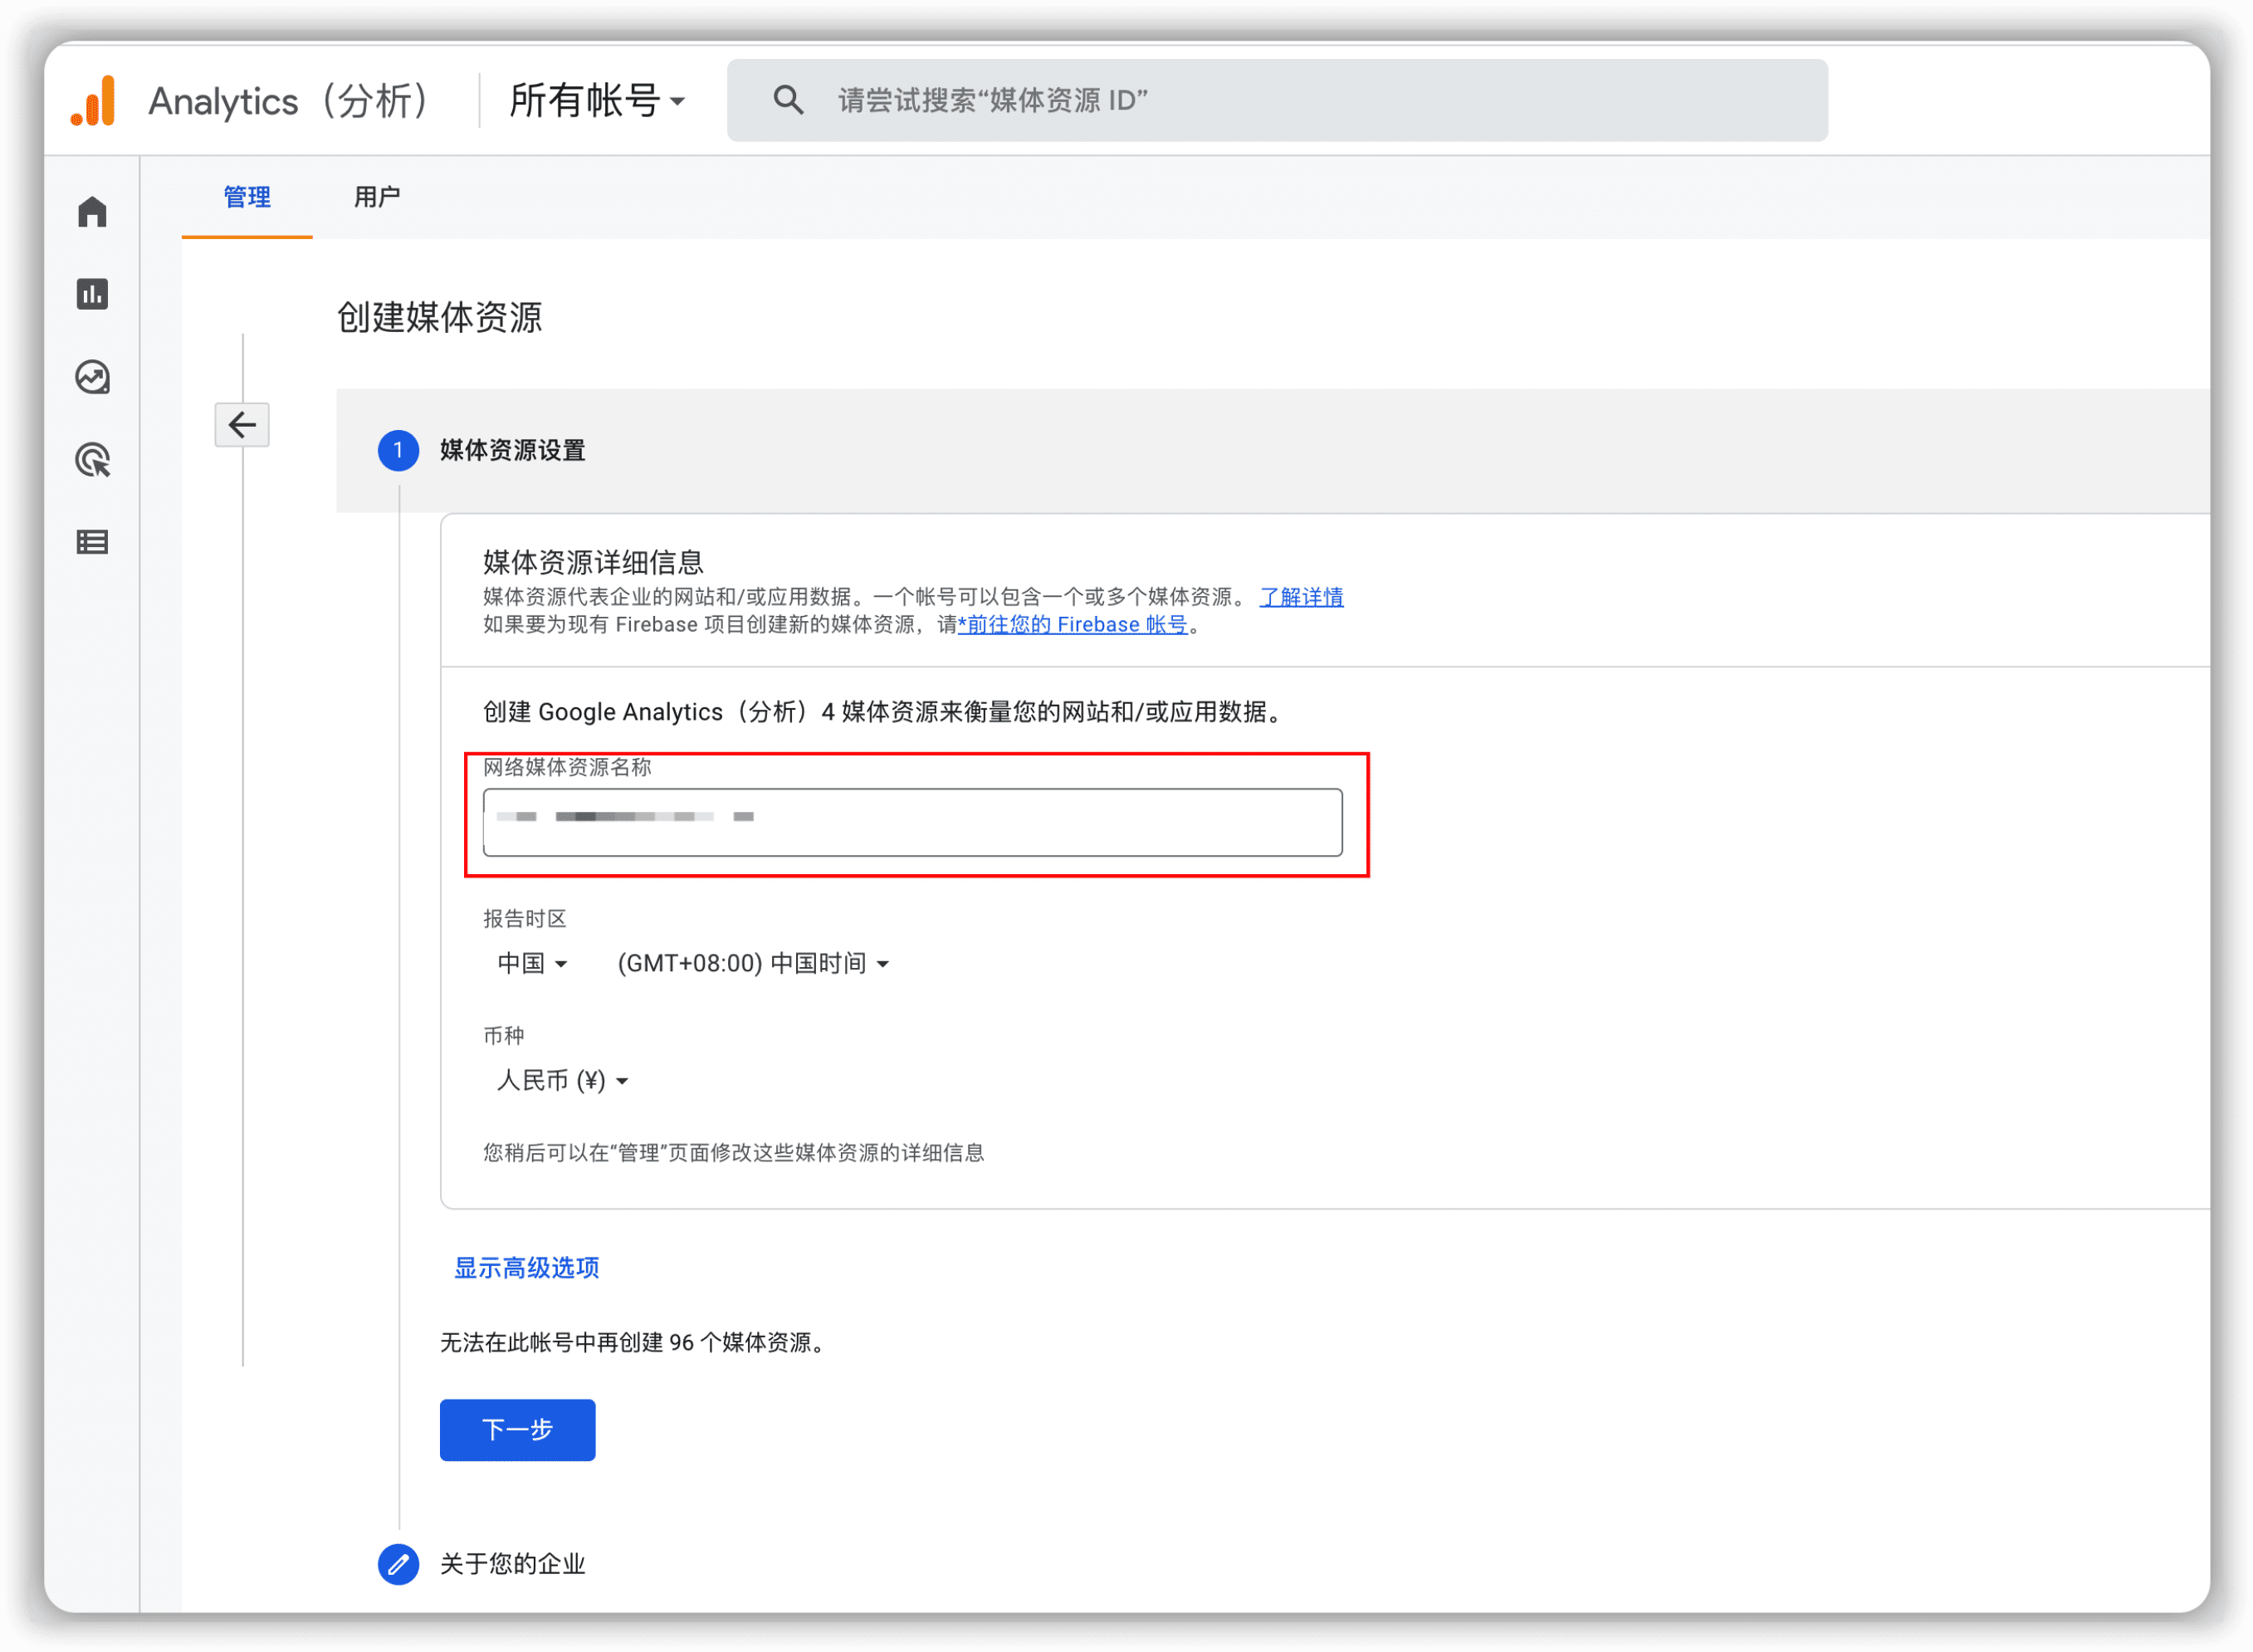 Analytics（分析）
所有帐号
请尝试搜索“媒体资源 ID”
管理
用户
创建媒体资源
1
媒体资源设置
媒体资源详细信息
媒体资源代表企业的网站和/或应用数据。一个帐号可以包含一个或多个媒体资源。 了解详情
如果要为现有 Firebase 项目创建新的媒体资源，请*前往您的 Firebase 帐号。
创建 Google Analytics（分析）4 媒体资源来衡量您的网站和/或应用数据。
网络媒体资源名称
报告时区
中国 (GMT+08:00) 中国时间
币种
人民币 (¥)
您稍后可以在“管理”页面修改这些媒体资源的详细信息
显示高级选项
无法在此帐号中再创建 96 个媒体资源。
下一步
关于您的企业